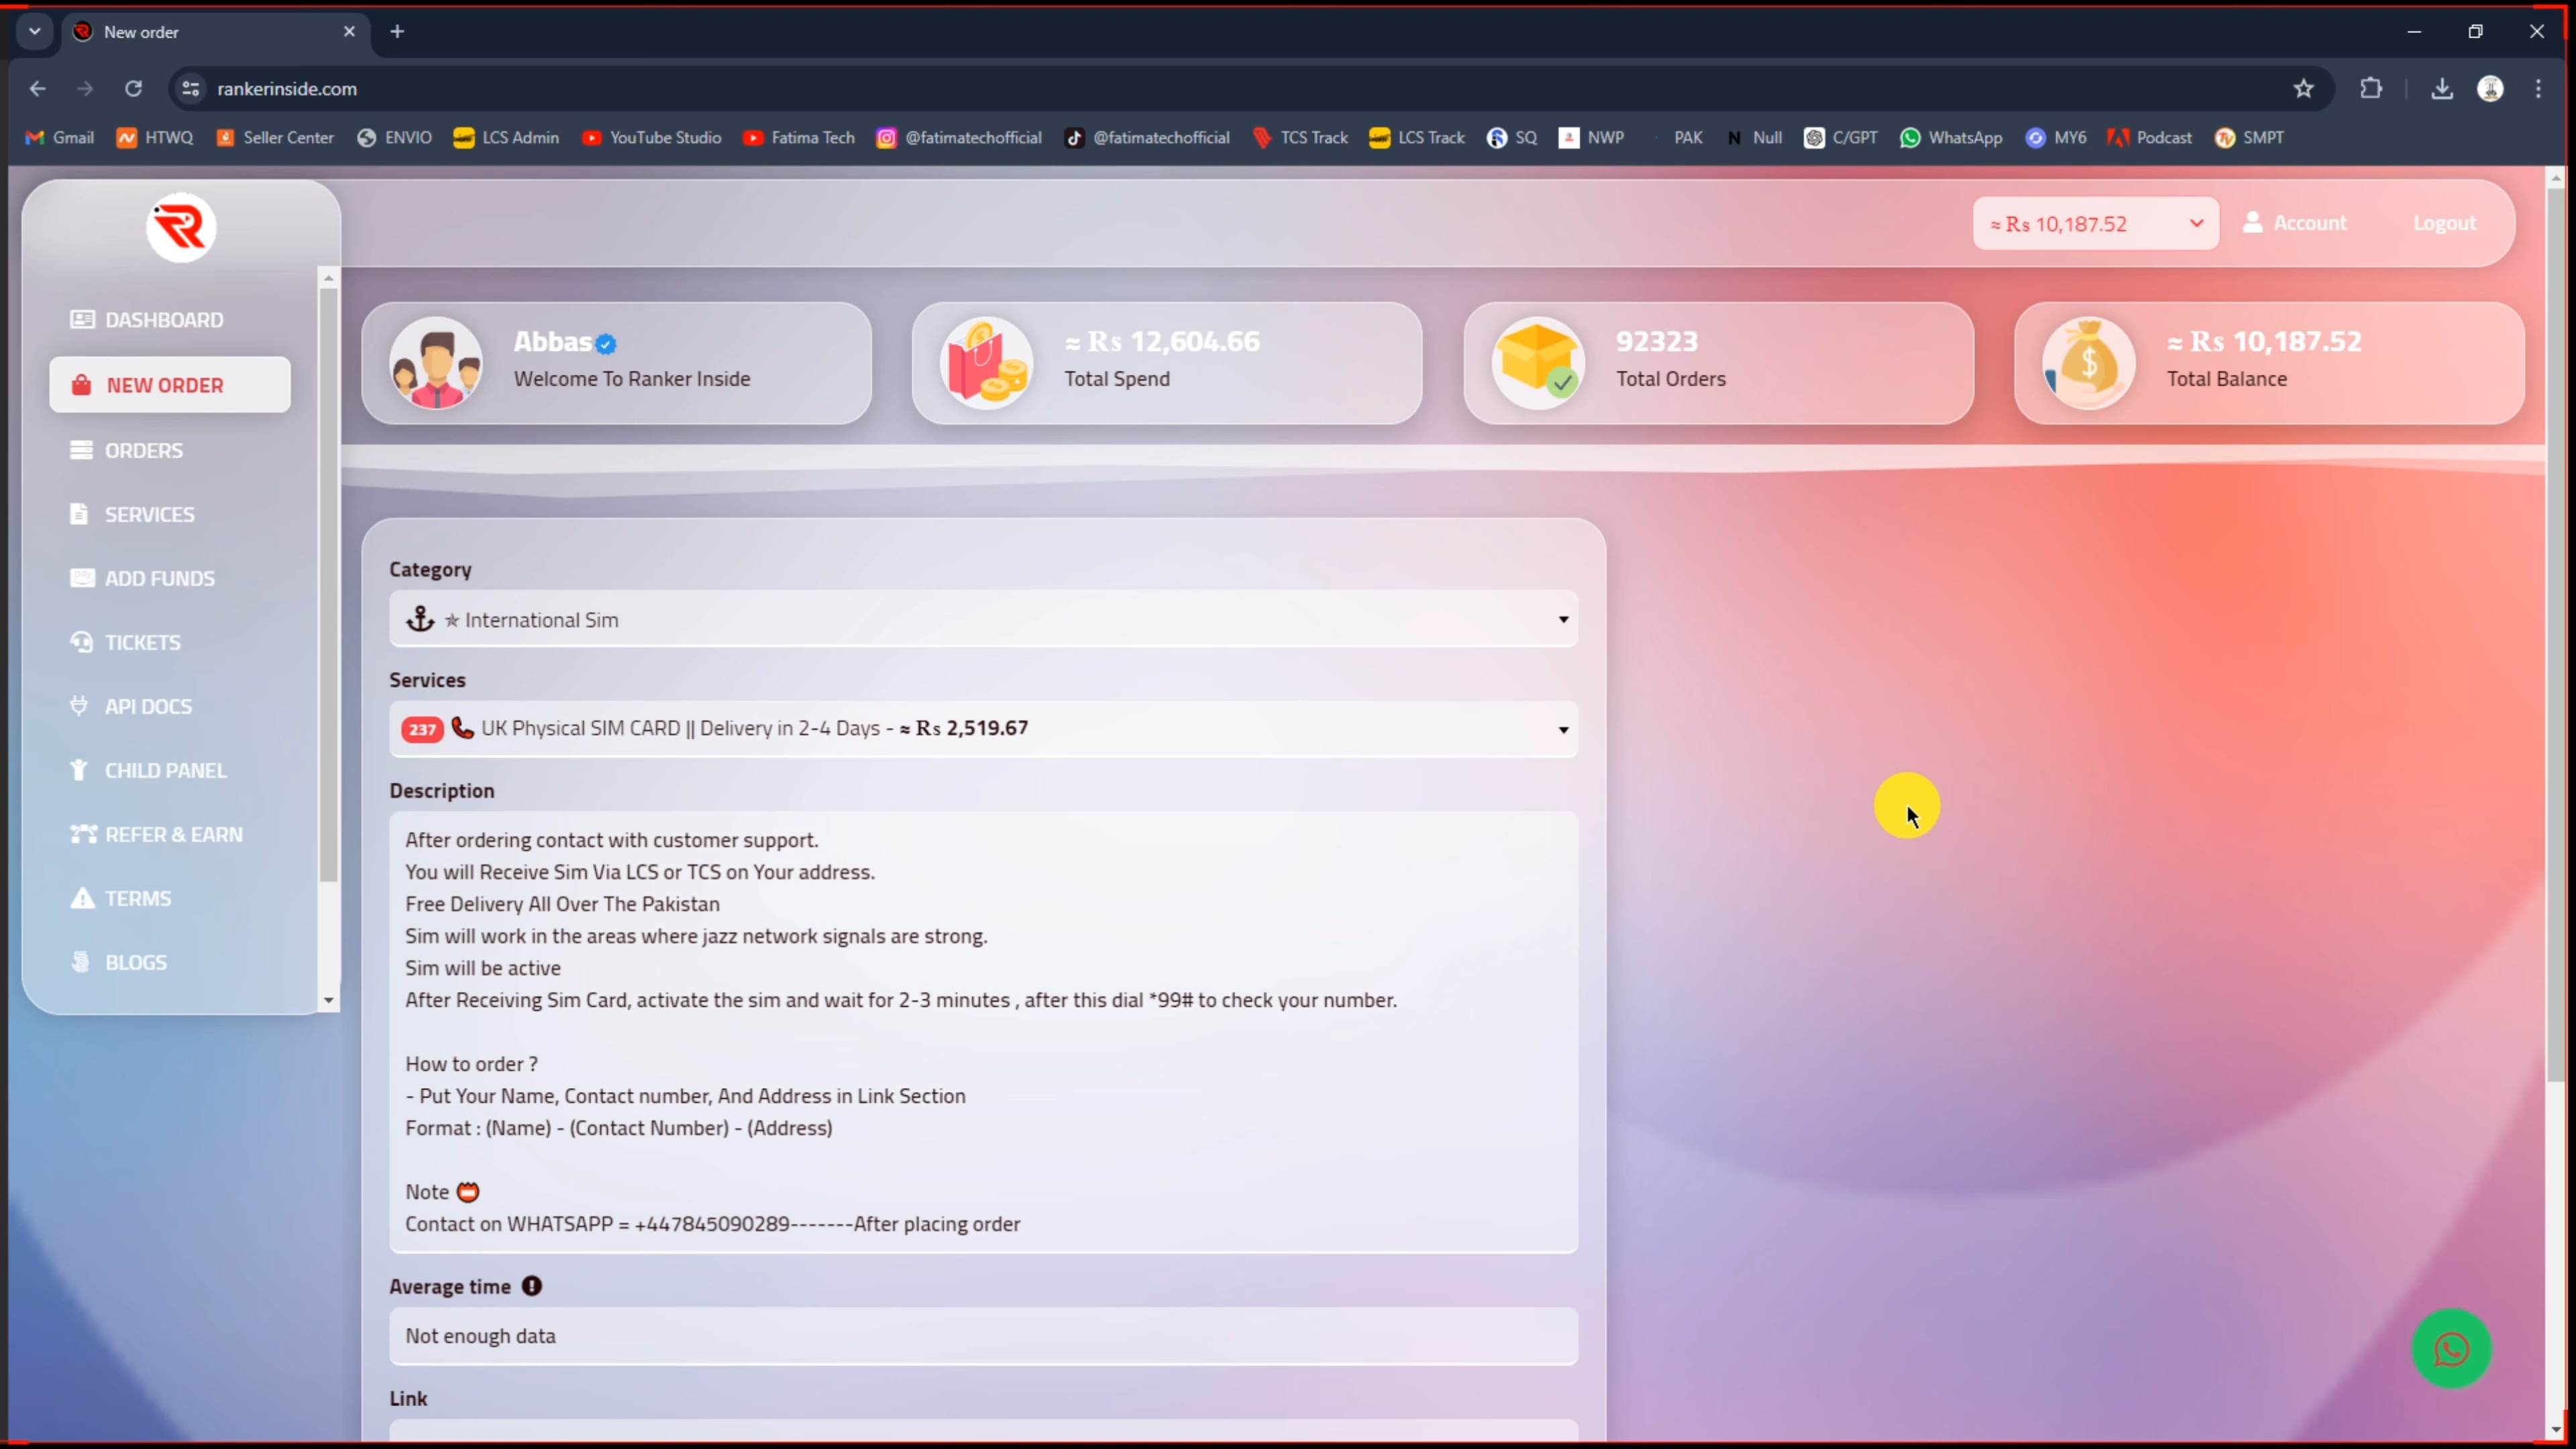 New order
rankerinside.com
Gmail
HTWQ
Seller Center
ENVIO
LCS Admin
YouTube Studio
Fatima Tech
@fatimatechofficial
@fatimatechofficial
TCS Track
LCS Track
SQ
NWP
PAK
Null
C/GPT
WhatsApp
MY6
Podcast
SMPT
≈ Rs 10,187.52
Account
Logout
DASHBOARD
NEW ORDER
ORDERS
SERVICES
ADD FUNDS
TICKETS
API DOCS
CHILD PANEL
REFER & EARN
TERMS
BLOGS
Abbas
Welcome To Ranker Inside
≈ Rs 12,604.66
Total Spend
92323
Total Orders
≈ Rs 10,187.52
Total Balance
Category
✯ International Sim
Services
237 📞 UK Physical SIM CARD || Delivery in 2-4 Days - ≈ Rs 2,519.67
Description
After ordering contact with customer support.
You will Receive Sim Via LCS or TCS on Your address.
Free Delivery All Over The Pakistan
Sim will work in the areas where jazz network signals are strong.
Sim will be active
After Receiving Sim Card, activate the sim and wait for 2-3 minutes , after this dial *99# to check your number.
How to order ?
- Put Your Name, Contact number, And Address in Link Section
Format : (Name) - (Contact Number) - (Address)
Note 📛
Contact on WHATSAPP = +447845090289-------After placing order
Average time
Not enough data
Link